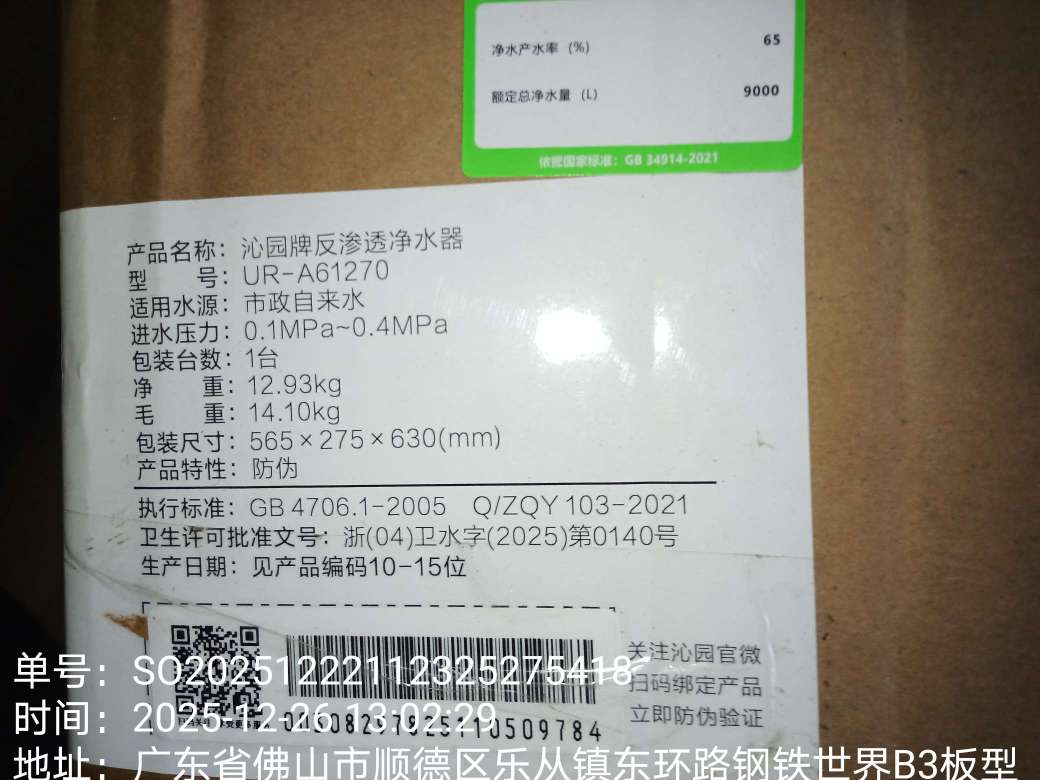 净水产水率 (%) 65
额定总净水量 (L) 9000
依据国家标准：GB 34914-2021
产品名称：沁园牌反渗透净水器
型 号：UR-A61270
适用水源：市政自来水
进水压力：0.1MPa~0.4MPa
包装台数：1台
净 重：12.93kg
毛 重：14.10kg
包装尺寸：565×275×630(mm)
产品特性：防伪
执行标准：GB 4706.1-2005 Q/ZQY 103-2021
卫生许可批准文号：浙(04)卫水字(2025)第0140号
生产日期：见产品编码10-15位
关注沁园官微
扫码绑定产品
立即防伪验证
单号：SO202512222112325275418
时间：2025-12-26 13:02:29
地址：广东省佛山市顺德区乐从镇东环路钢铁世界B3板型